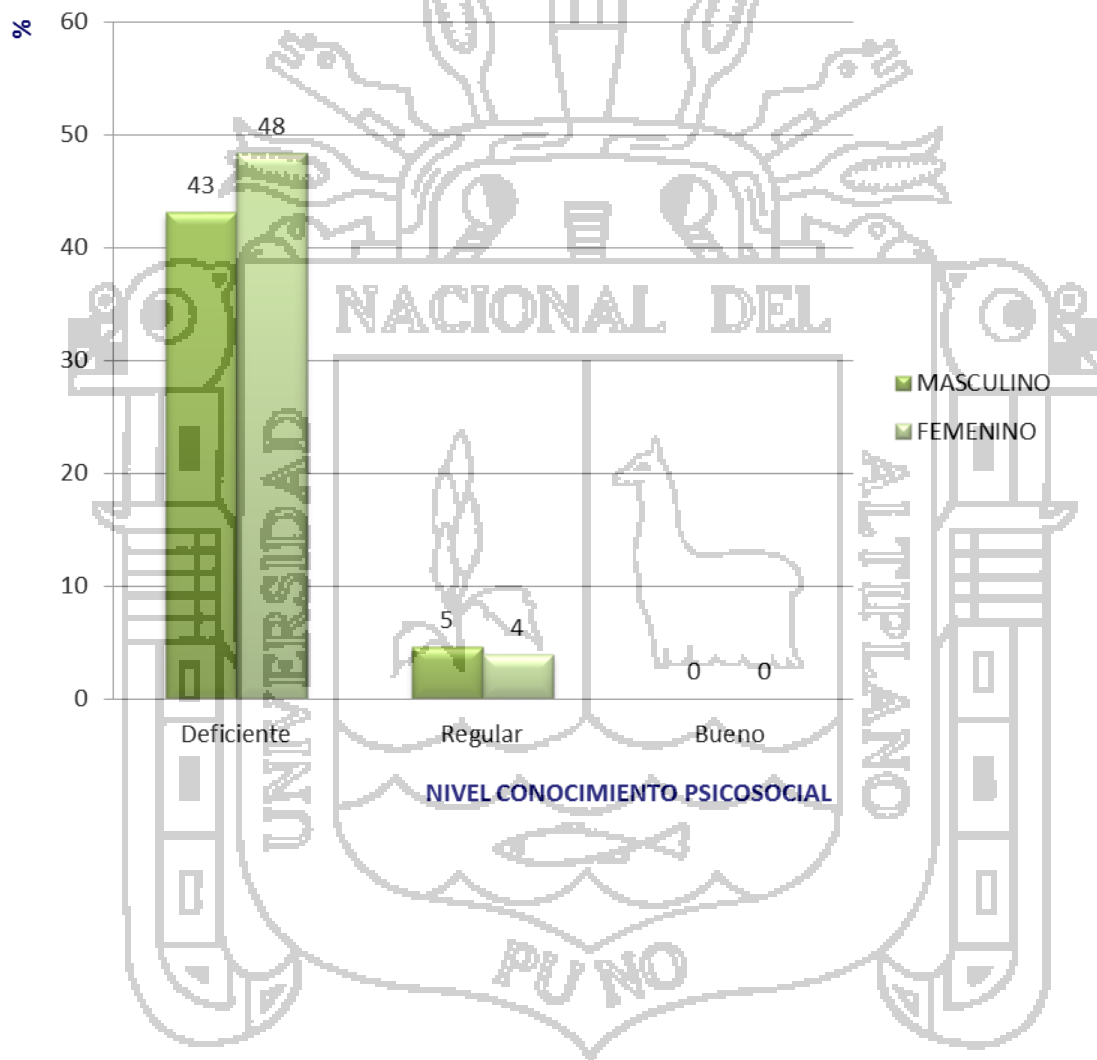 %
60
50
40
30
20
10
0
43
48
5
4
0
0
Deficiente
Regular
Bueno
NIVEL CONOCIMIENTO PSICOSOCIAL
MASCULINO
FEMENINO
UNIVERSIDAD
NACIONAL DEL
ALTIPLANO
PUNO